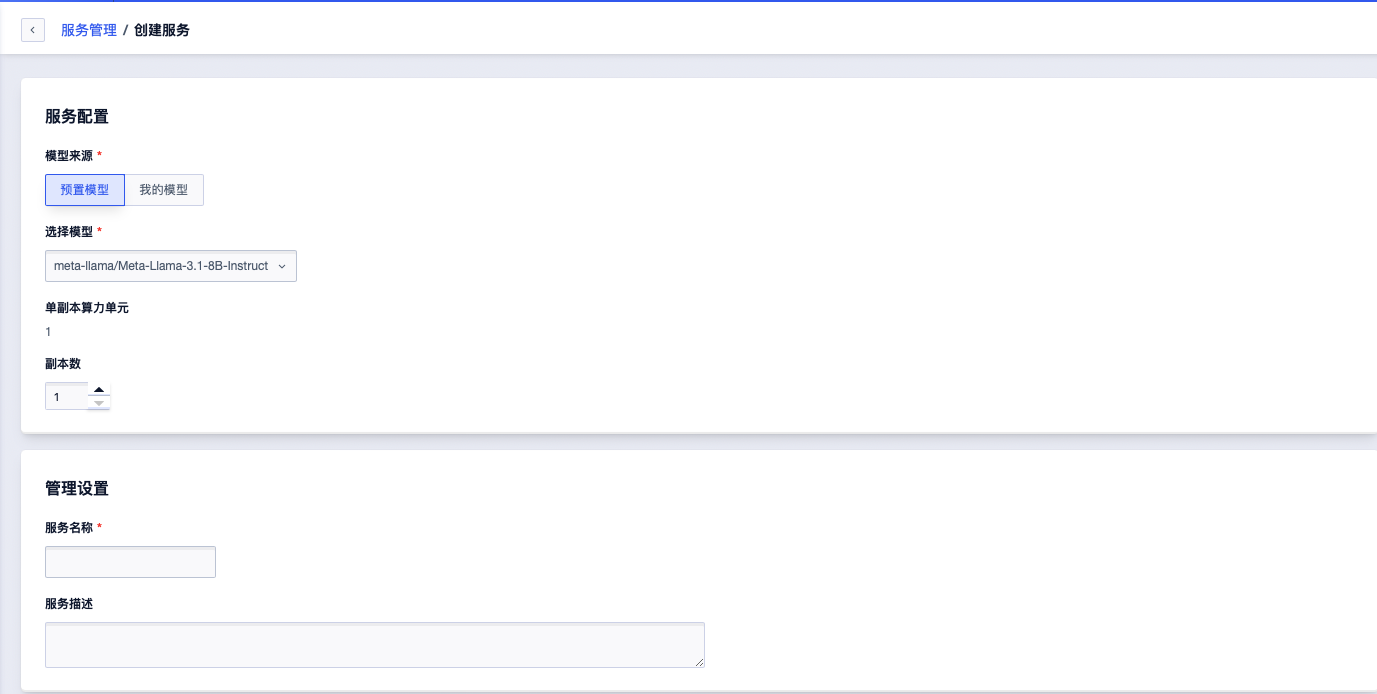 服务管理 / 创建服务
服务配置
模型来源 *
预置模型 我的模型
选择模型 *
meta-llama/Meta-Llama-3.1-8B-Instruct
单副本算力单元
1
副本数
1
管理设置
服务名称 *
服务描述